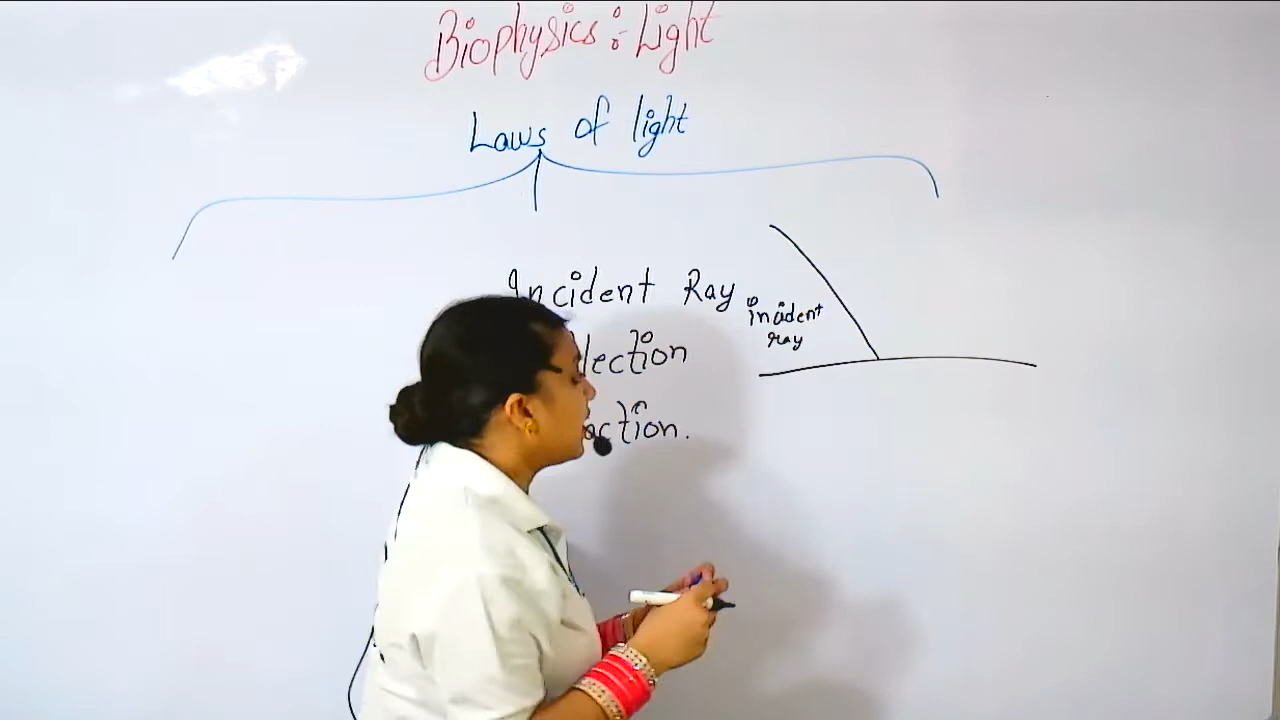 Biophysics :- Light
Laws of light
Incident Ray
incident
ray